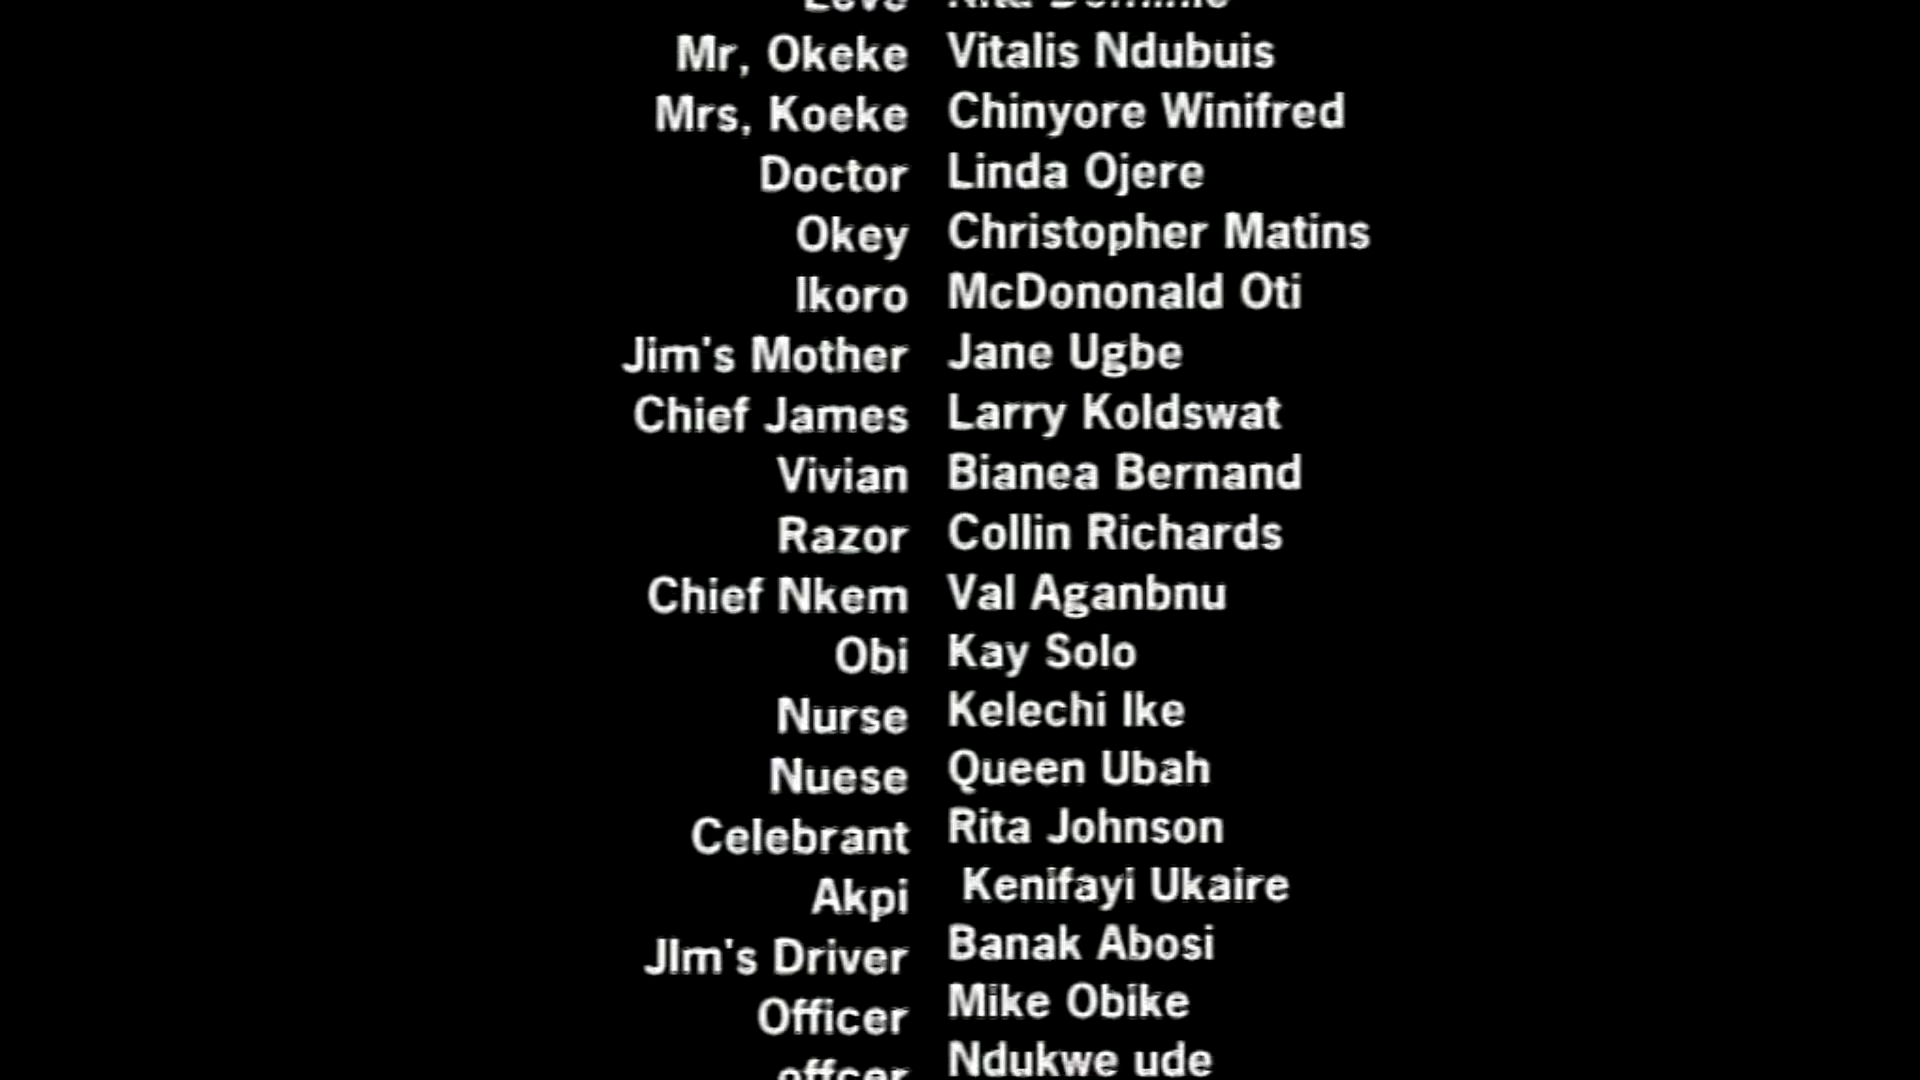 Mr, Okeke Vitalis Ndubuis
Mrs, Koeke Chinyore Winifred
Doctor Linda Ojere
Okey Christopher Matins
Ikoro McDononald Oti
Jim's Mother Jane Ugbe
Chief James Larry Koldswat
Vivian Bianea Bernand
Razor Collin Richards
Chief Nkem Val Aganbnu
Obi Kay Solo
Nurse Kelechi Ike
Nuese Queen Ubah
Celebrant Rita Johnson
Akpi Kenifayi Ukaire
JIm's Driver Banak Abosi
Officer Mike Obike
offcer Ndukwe ude